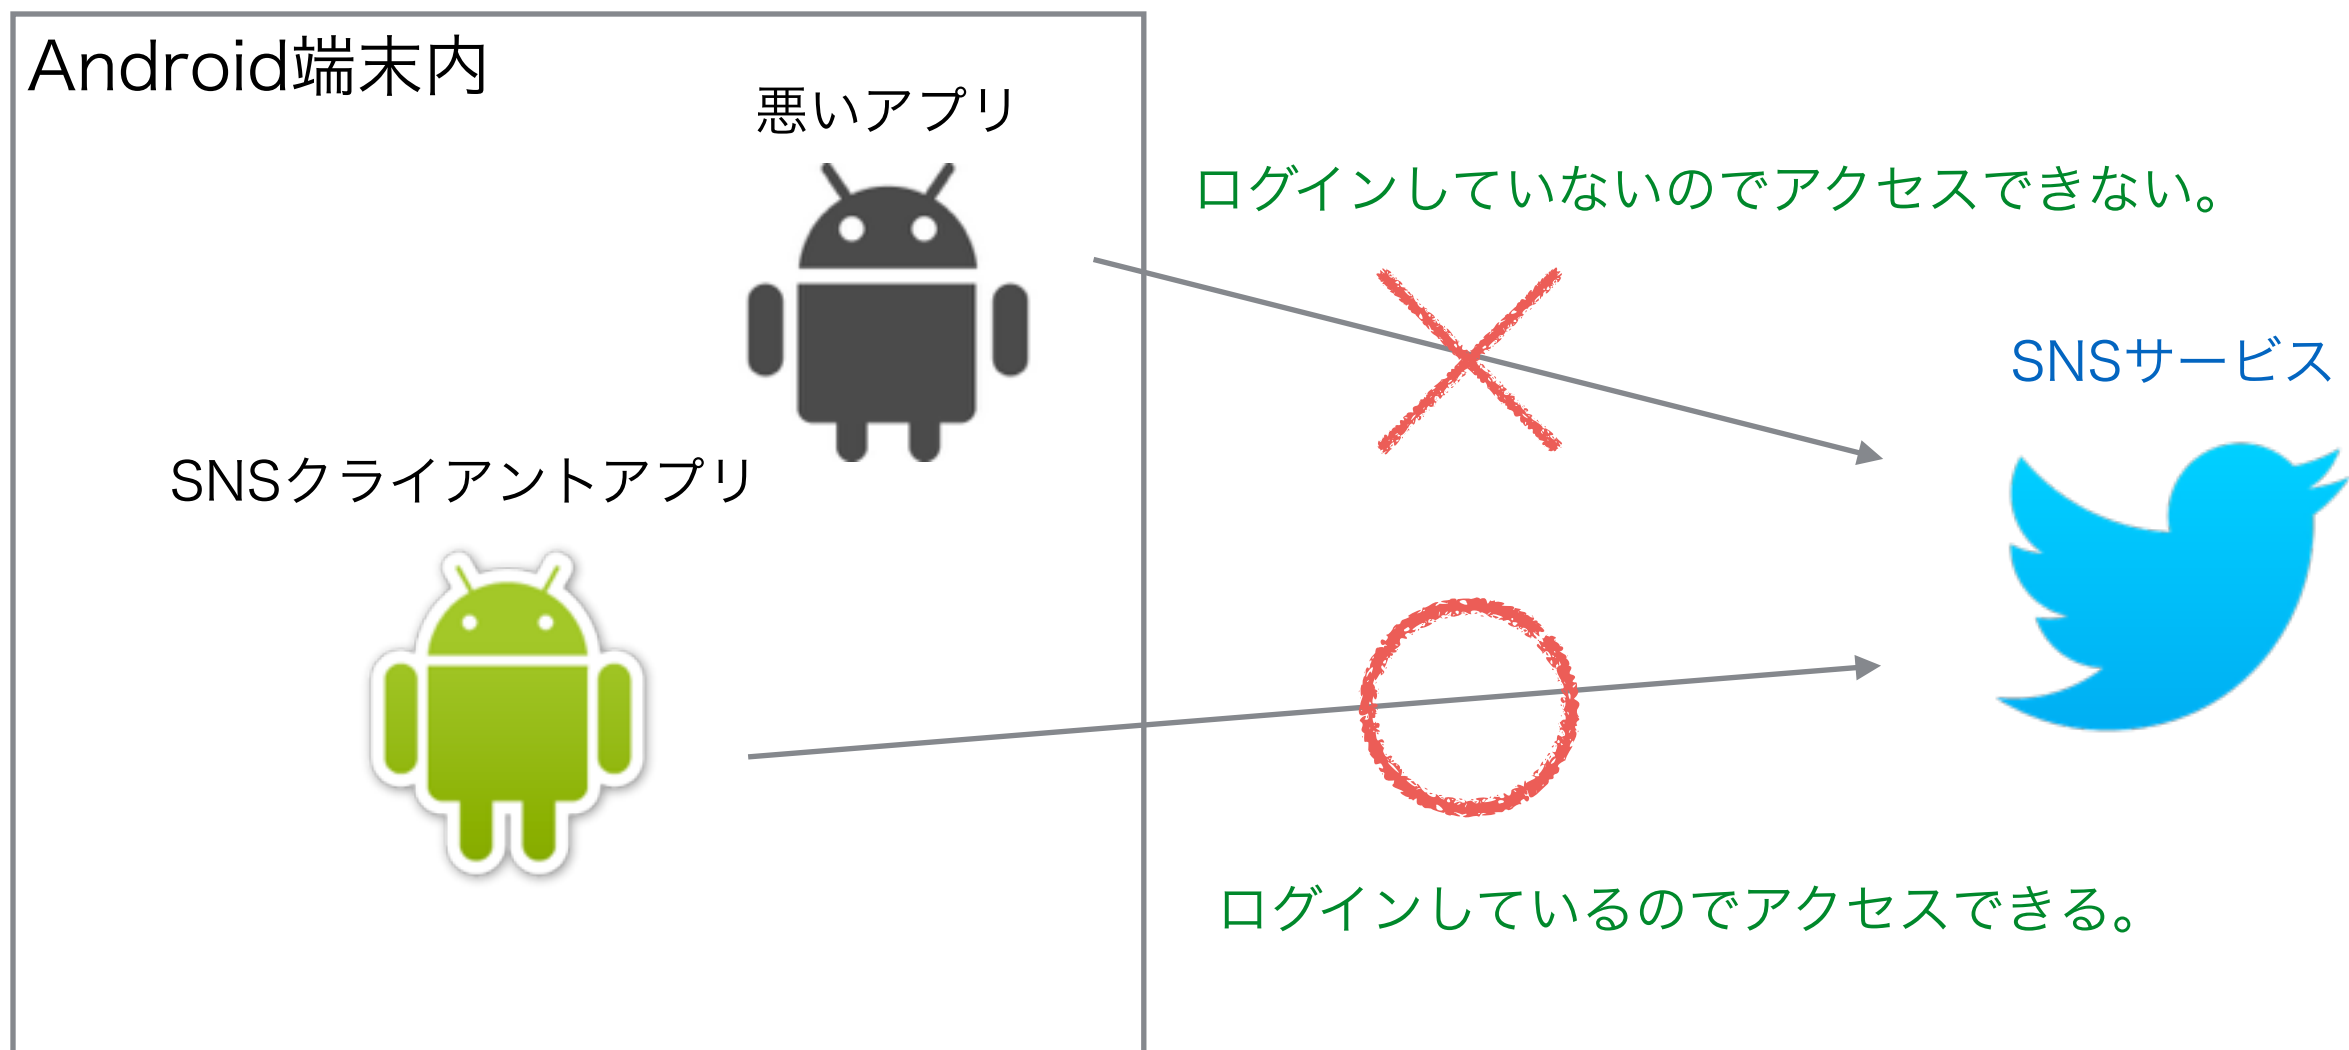 Android端末内
悪いアプリ
ログインしていないのでアクセスできない。
SNSサービス
SNSクライアントアプリ
ログインしているのでアクセスできる。